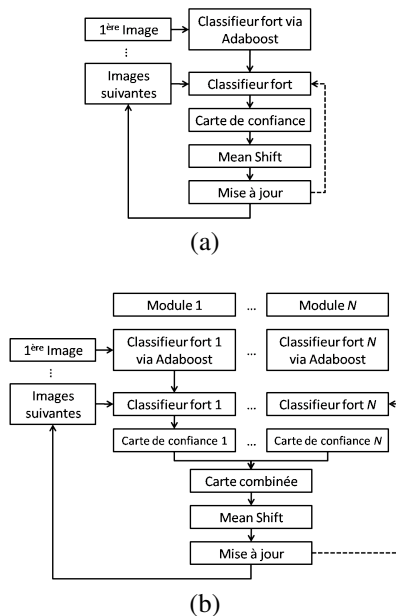 1ère Image
Classifieur fort via
Adaboost
...
Images
suivantes
Classifieur fort
Carte de confiance
Mean Shift
Mise à jour
(a)
Module 1 ... Module N
1ère Image
Classifieur fort 1
via Adaboost
...
Classifieur fort N
via Adaboost
...
Images
suivantes
Classifieur fort 1 ... Classifieur fort N
Carte de confiance 1 ... Carte de confiance N
Carte combinée
Mean Shift
Mise à jour
(b)